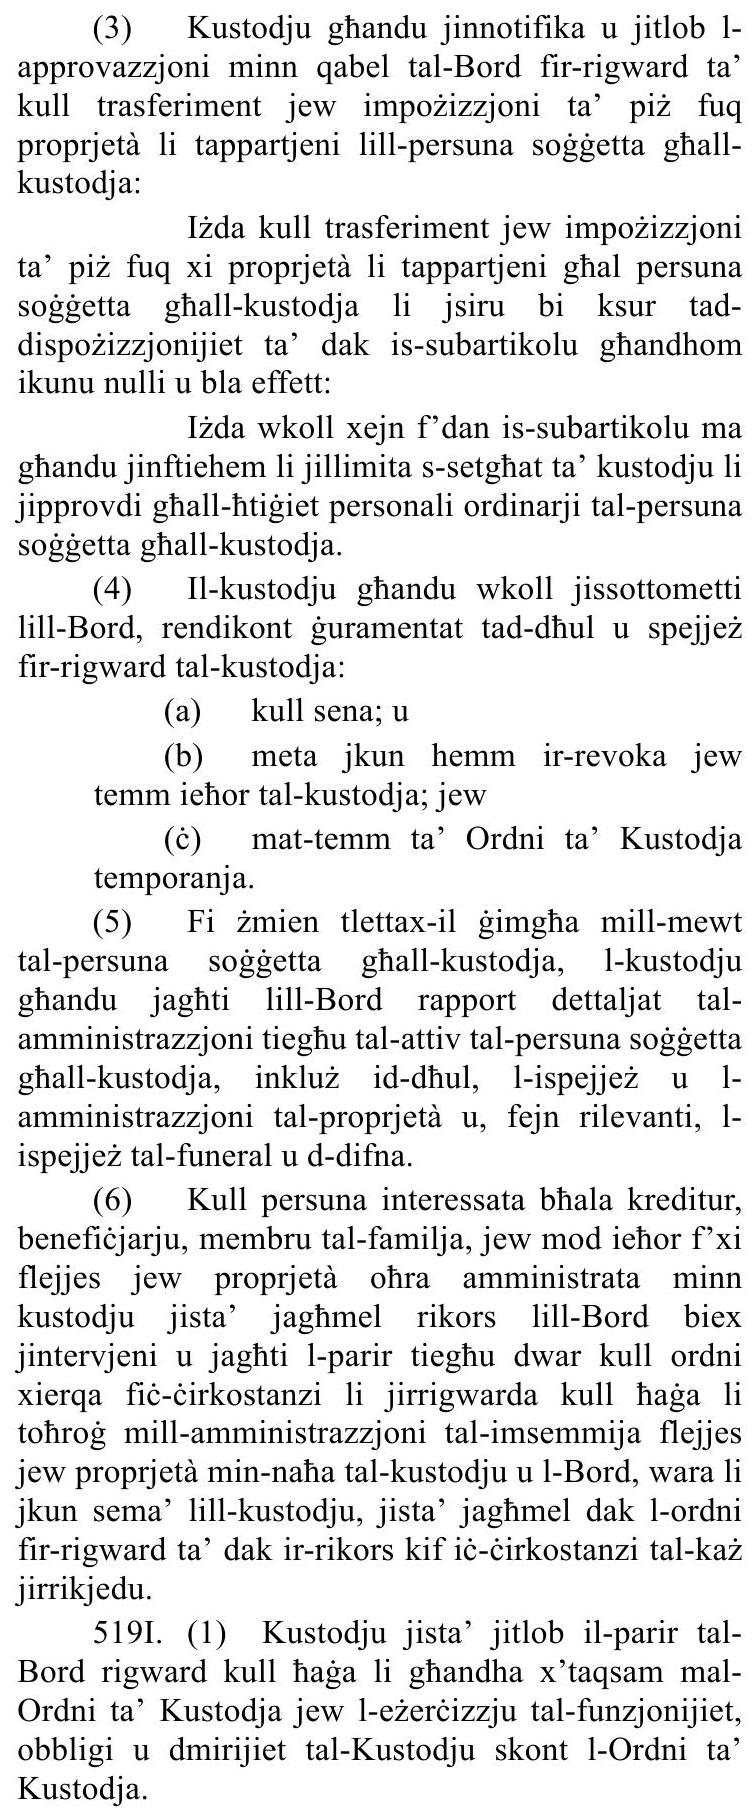 (3) Kustodju għandu jinnotifika u jitlob l-
approvazzjoni minn qabel tal-Bord fir-rigward ta’
kull trasferiment jew impożizzjoni ta’ piż fuq
proprjetà li tappartjeni lill-persuna soġġetta għall-
kustodja:
Iżda kull trasferiment jew impożizzjoni
ta’ piż fuq xi proprjetà li tappartjeni għal persuna
soġġetta għall-kustodja li jsiru bi ksur tad-
dispożizzjonijiet ta’ dak is-subartikolu għandhom
ikunu nulli u bla effett:
Iżda wkoll xejn f’dan is-subartikolu ma
għandu jinftiehem li jillimita s-setgħat ta’ kustodju li
jipprovdi għall-ħtiġiet personali ordinarji tal-persuna
soġġetta għall-kustodja.
(4) Il-kustodju għandu wkoll jissottometti
lill-Bord, rendikont ġuramentat tad-dħul u spejjeż
fir-rigward tal-kustodja:
(a) kull sena; u
(b) meta jkun hemm ir-revoka jew
temm ieħor tal-kustodja; jew
(ċ) mat-temm ta’ Ordni ta’ Kustodja
temporanja.
(5) Fi żmien tlettax-il ġimgħa mill-mewt
tal-persuna soġġetta għall-kustodja, l-kustodju
għandu jagħti lill-Bord rapport dettaljat tal-
amministrazzjoni tiegħu tal-attiv tal-persuna soġġetta
għall-kustodja, inkluż id-dħul, l-ispejjeż u l-
amministrazzjoni tal-proprjetà u, fejn rilevanti, l-
ispejjeż tal-funeral u d-difna.
(6) Kull persuna interessata bħala kreditur,
benefiċjarju, membru tal-familja, jew mod ieħor f’xi
flejjes jew proprjetà oħra amministrata minn
kustodju jista’ jagħmel rikors lill-Bord biex
jintervjeni u jagħti l-parir tiegħu dwar kull ordni
xierqa fiċ-ċirkostanzi li jirrigwarda kull ħaġa li
toħroġ mill-amministrazzjoni tal-imsemmija flejjes
jew proprjetà min-naħa tal-kustodju u l-Bord, wara li
jkun sema’ lill-kustodju, jista’ jagħmel dak l-ordni
fir-rigward ta’ dak ir-rikors kif iċ-ċirkostanzi tal-każ
jirrikjedu.
519I. (1) Kustodju jista’ jitlob il-parir tal-
Bord rigward kull ħaġa li għandha x’taqsam mal-
Ordni ta’ Kustodja jew l-eżerċizzju tal-funzjonijiet,
obbligi u dmirijiet tal-Kustodju skont l-Ordni ta’
Kustodja.